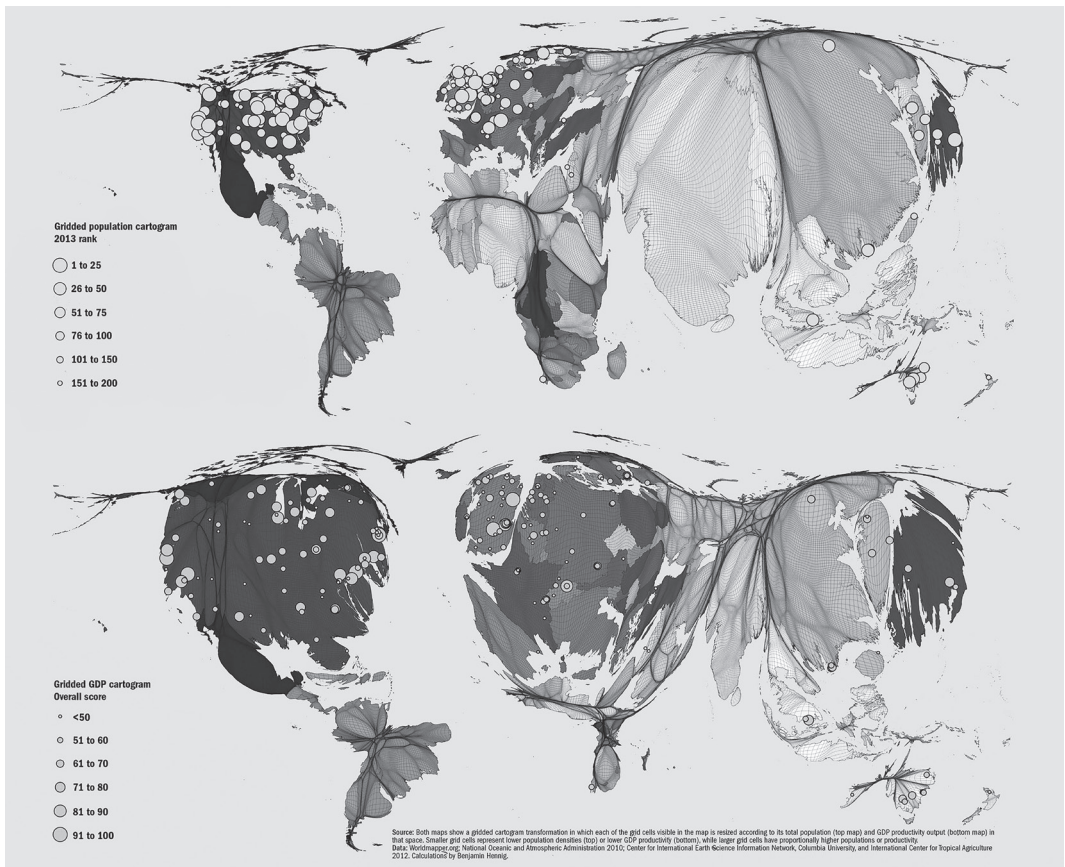 Gridded population cartogram
2013 rank
1 to 25
26 to 50
51 to 75
76 to 100
101 to 150
151 to 200
Gridded GDP cartogram
Overall score
<50
51 to 60
61 to 70
71 to 80
81 to 90
91 to 100
Source: Both maps show a gridded cartogram transformation in which each of the grid cells visible in the map is resized according to its total population (top map) and GDP productivity output (bottom map) in
that space. Smaller grid cells represent lower population densities (top) or lower GDP productivity (bottom), while larger grid cells have proportionally higher populations or productivity.
Data: Worldmapper.org; National Oceanic and Atmospheric Administration 2010; Center for International Earth Science Information Network, Columbia University, and International Center for Tropical Agriculture
2012. Calculations by Benjamin Hennig.